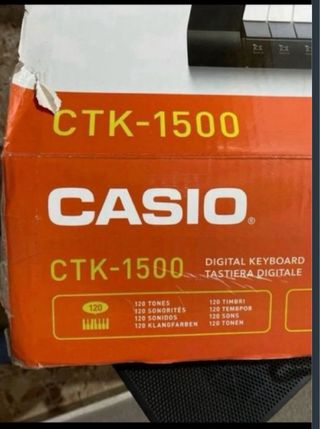 CTK-1500
CASIO®
CTK-1500
DIGITAL KEYBOARD
TASTIERA DIGITALE
120
120 TONES
120 SONORITÉS
120 SONIDOS
120 KLANGFARBEN
120 TIMBRI
120 ТЕМБРОВ
120 SONS
120 TONEN